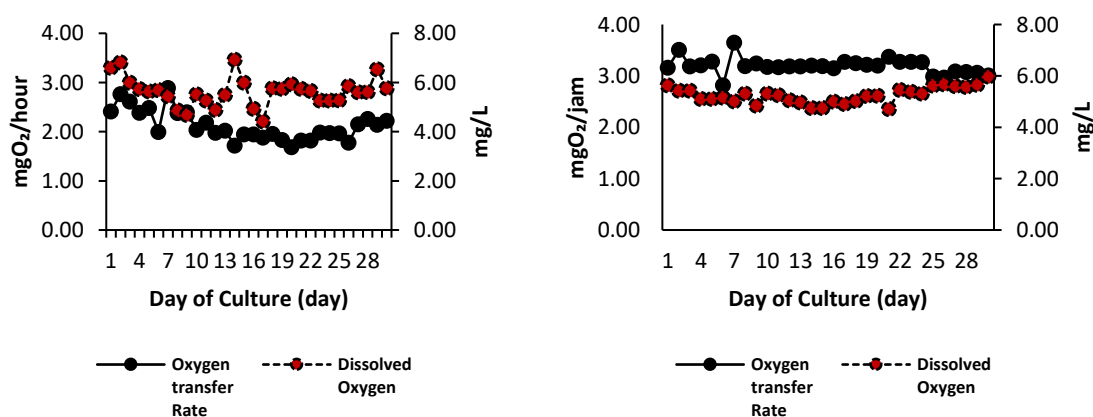 4.00
3.00
2.00
1.00
0.00
mgO₂/hour
8.00
6.00
4.00
2.00
0.00
mg/L
1 4 7 10 13 16 19 22 25 28
Day of Culture (day)
Oxygen transfer Rate
Dissolved Oxygen
4.00
3.00
2.00
1.00
0.00
mgO₂/jam
8.00
6.00
4.00
2.00
0.00
mg/L
1 4 7 10 13 16 19 22 25 28
Day of Culture (day)
Oxygen transfer Rate
Dissolved Oxygen